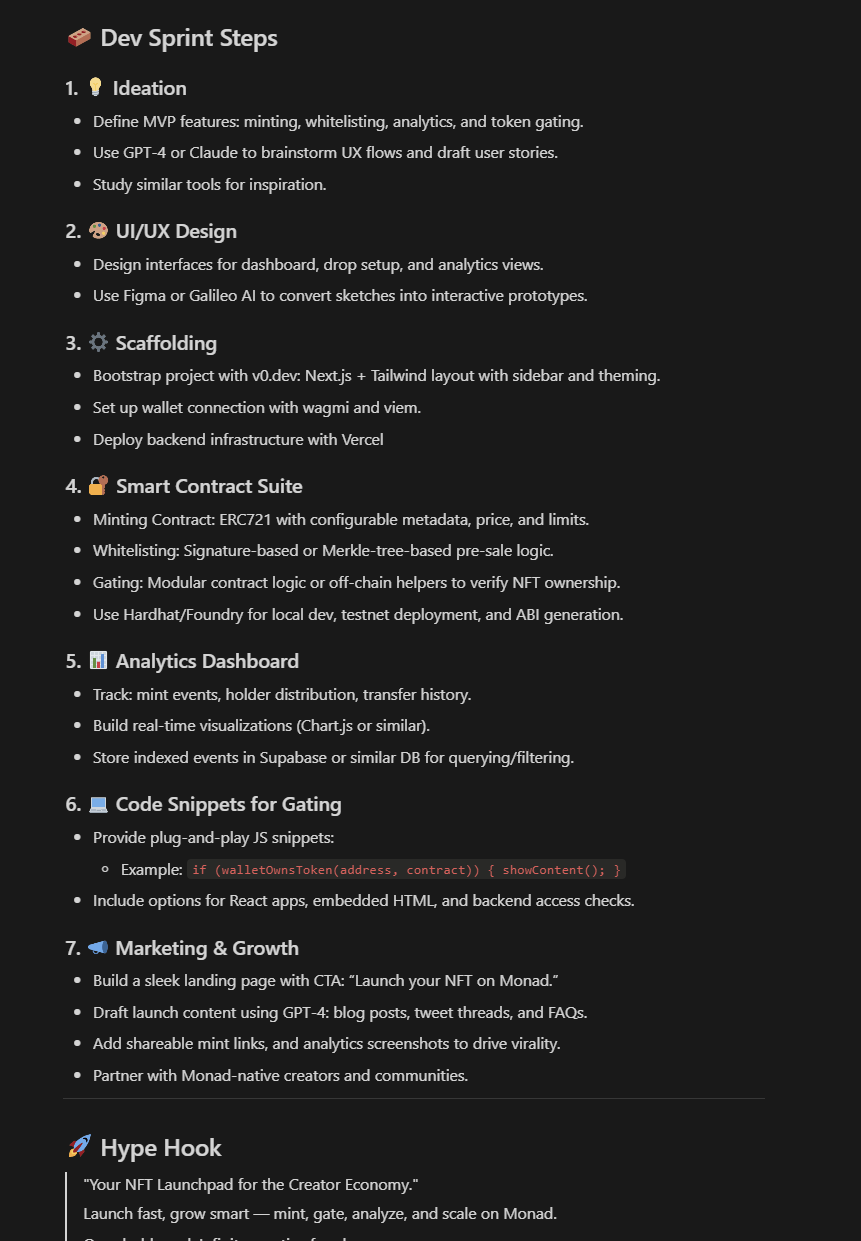 Dev Sprint Steps
1. Ideation
Define MVP features: minting, whitelisting, analytics, and token gating.
Use GPT-4 or Claude to brainstorm UX flows and draft user stories.
Study similar tools for inspiration.
2. UI/UX Design
Design interfaces for dashboard, drop setup, and analytics views.
Use Figma or Galileo AI to convert sketches into interactive prototypes.
3. Scaffolding
Bootstrap project with v0.dev: Next.js + Tailwind layout with sidebar and theming.
Set up wallet connection with wagmi and viem.
Deploy backend infrastructure with Vercel
4. Smart Contract Suite
Minting Contract: ERC721 with configurable metadata, price, and limits.
Whitelisting: Signature-based or Merkle-tree-based pre-sale logic.
Gating: Modular contract logic or off-chain helpers to verify NFT ownership.
Use Hardhat/Foundry for local dev, testnet deployment, and ABI generation.
5. Analytics Dashboard
Track: mint events, holder distribution, transfer history.
Build real-time visualizations (Chart.js or similar).
Store indexed events in Supabase or similar DB for querying/filtering.
6. Code Snippets for Gating
Provide plug-and-play JS snippets:
Example: if (walletOwnsToken(address, contract)) { showContent(); }
Include options for React apps, embedded HTML, and backend access checks.
7. Marketing & Growth
Build a sleek landing page with CTA: “Launch your NFT on Monad.”
Draft launch content using GPT-4: blog posts, tweet threads, and FAQs.
Add shareable mint links, and analytics screenshots to drive virality.
Partner with Monad-native creators and communities.
Hype Hook
"Your NFT Launchpad for the Creator Economy."
Launch fast, grow smart — mint, gate, analyze, and scale on Monad.